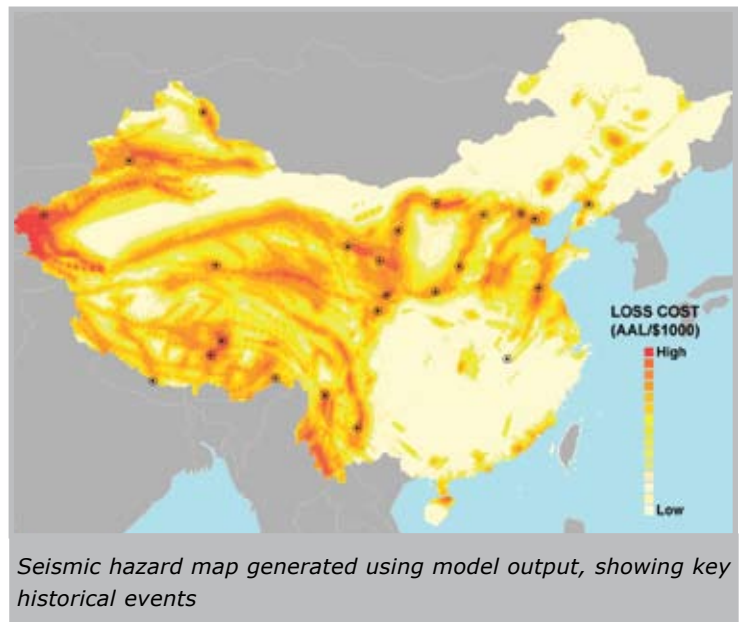 LOSS COST
(AAL/$1000)
High
Low
Seismic hazard map generated using model output, showing key
historical events